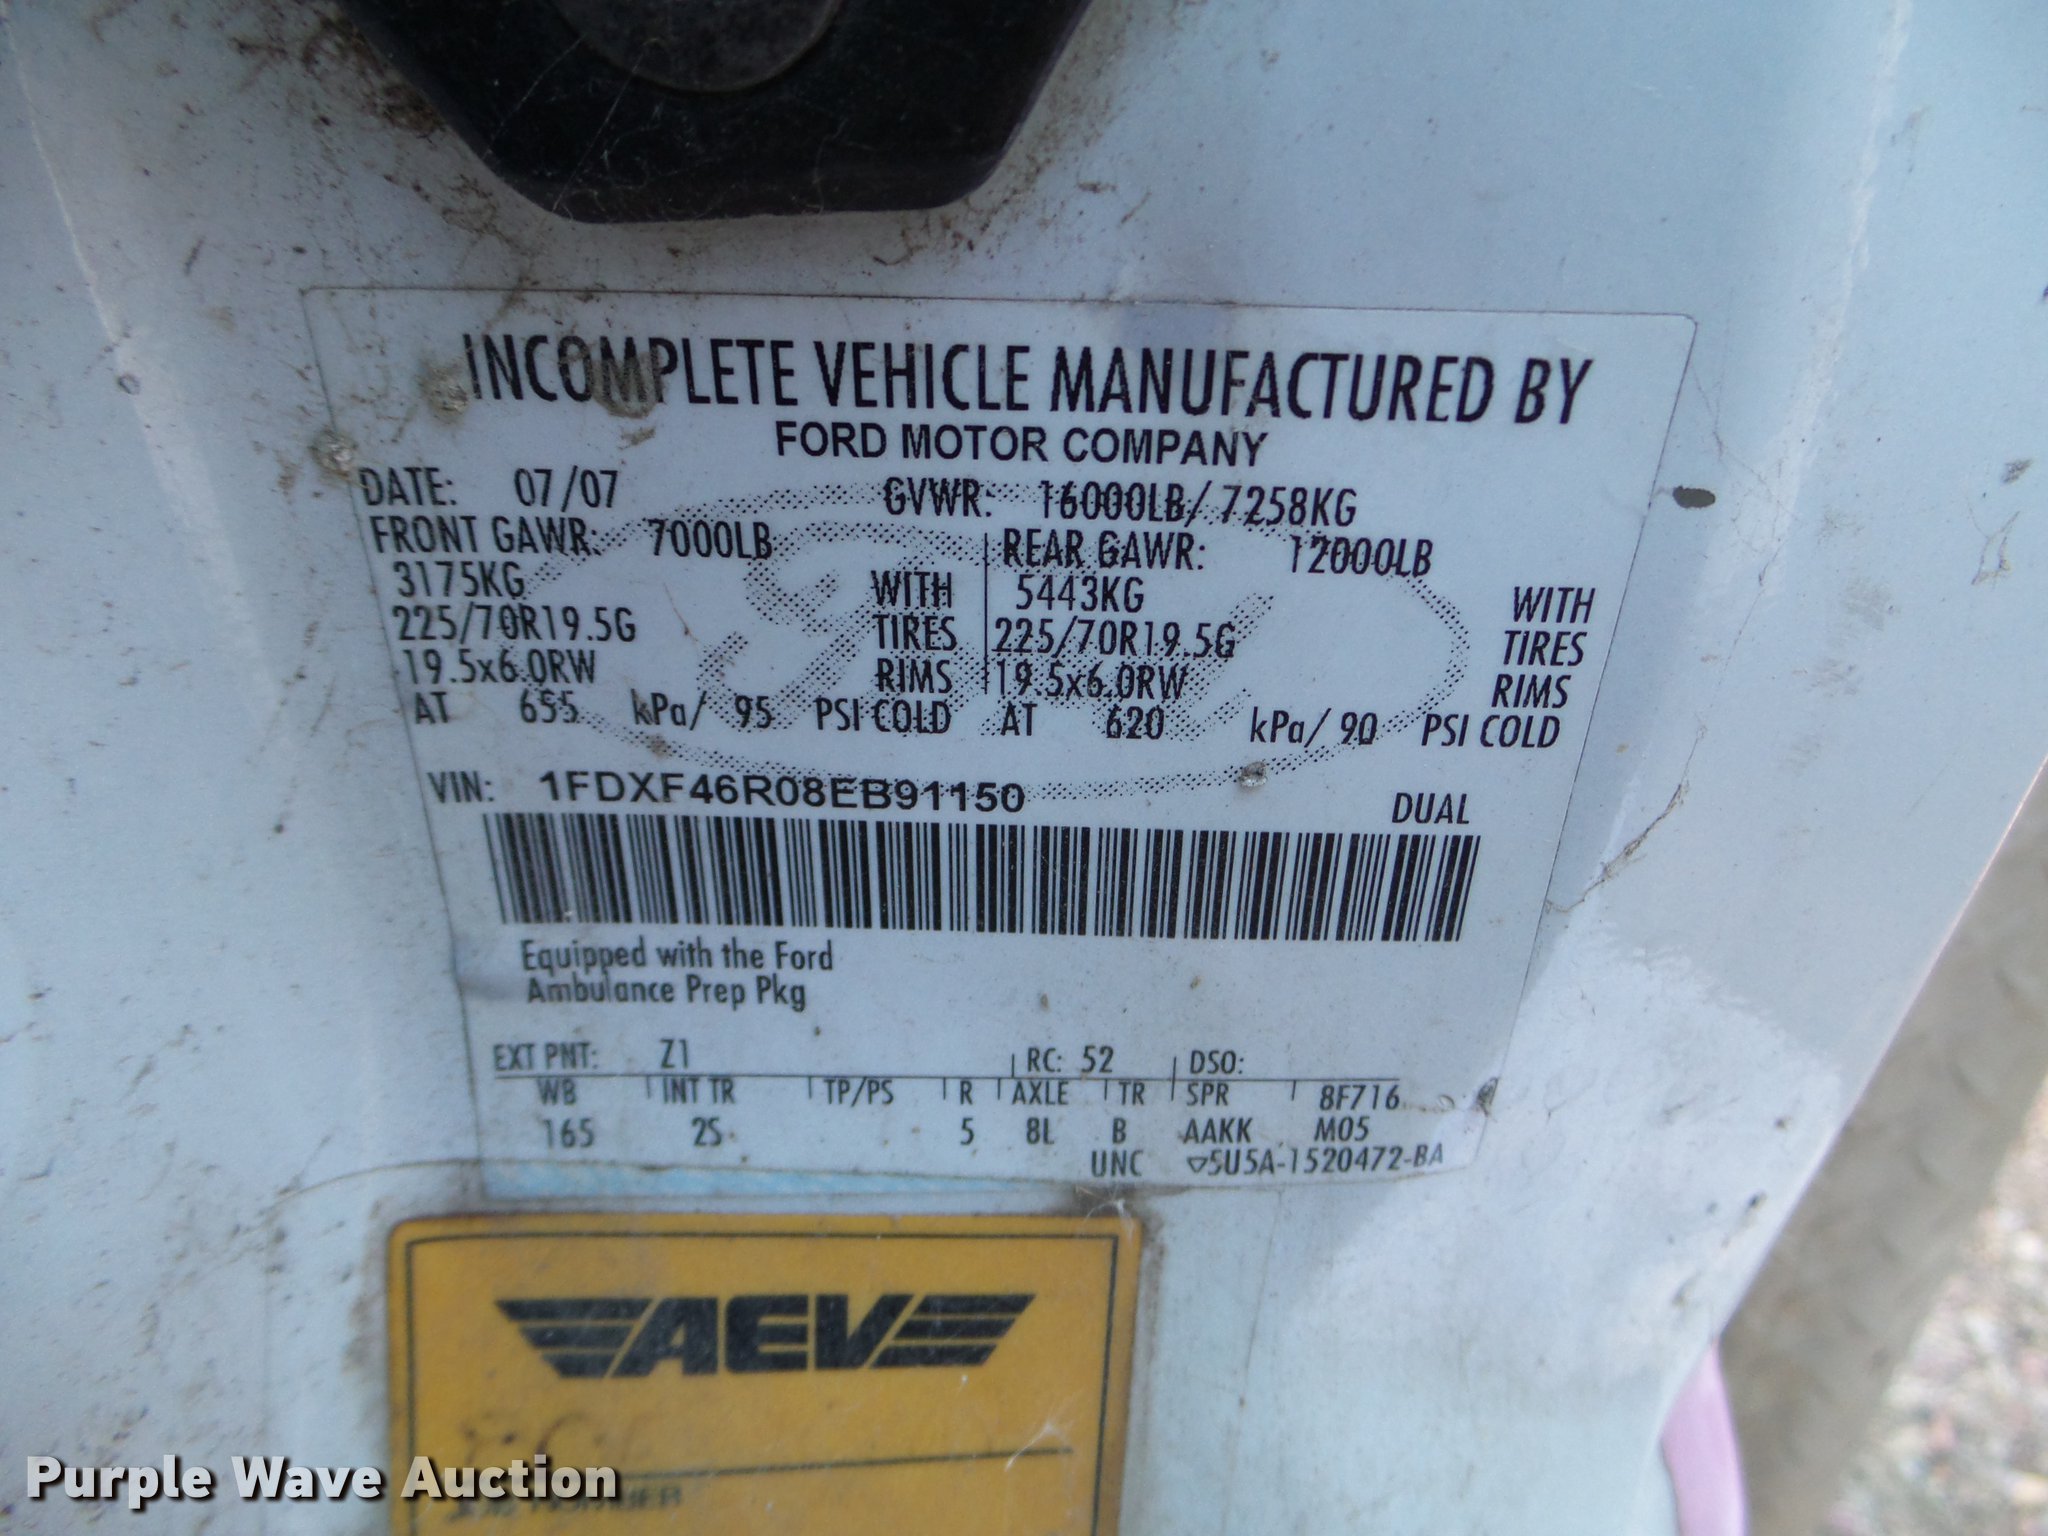 INCOMPLETE VEHICLE MANUFACTURED BY
FORD MOTOR COMPANY
DATE: 07/07 GVWR: 16000LB/ 7258KG
FRONT GAWR: 7000LB REAR GAWR: 12000LB
3175KG WITH 5443KG WITH
225/70R19.5G TIRES 225/70R19.5G TIRES
19.5x6.0RW RIMS 19.5x6.0RW RIMS
AT 655 kPa/ 95 PSI COLD AT 620 kPa/ 90 PSI COLD
VIN: 1FDXF46R08EB91150 DUAL
Equipped with the Ford
Ambulance Prep Pkg
EXT PNT: Z1 RC: 52 DSO:
WB INT TR TP/PS R AXLE TR SPR 8F716
165 2S 5 8L B AAKK M05
UNC ▽5U5A-1520472-BA
AEV
Purple Wave Auction